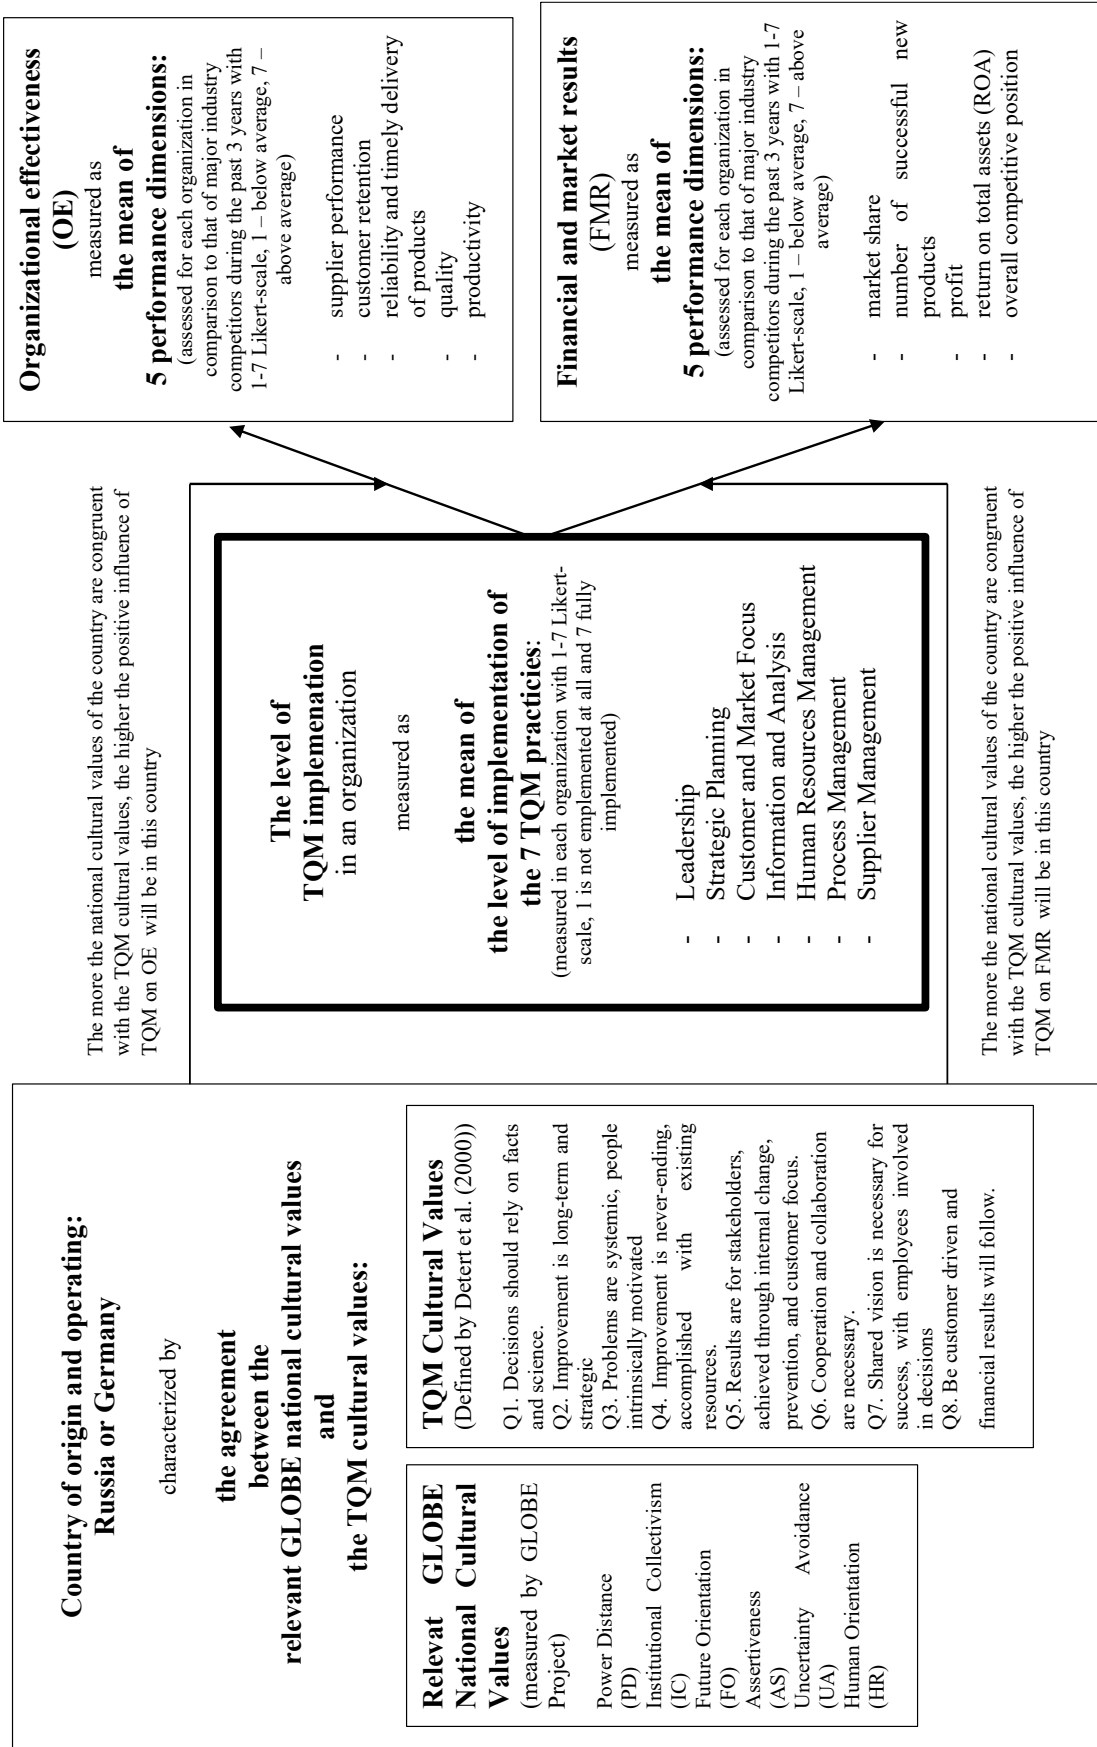 Country of origin and operating:
Russia or Germany
characterized by
the agreement
between the
relevant GLOBE national cultural values
and
the TQM cultural values:
Relevat GLOBE
National Cultural
Values
(measured by GLOBE
Project)
Power Distance
(PD)
Institutional Collectivism
(IC)
Future Orientation
(FO)
Assertiveness
(AS)
Uncertainty Avoidance
(UA)
Human Orientation
(HR)
TQM Cultural Values
(Defined by Detert et al. (2000))
Q1. Decisions should rely on facts
and science.
Q2. Improvement is long-term and
strategic
Q3. Problems are systemic, people
intrinsically motivated
Q4. Improvement is never-ending,
accomplished with existing
resources.
Q5. Results are for stakeholders,
achieved through internal change,
prevention, and customer focus.
Q6. Cooperation and collaboration
are necessary.
Q7. Shared vision is necessary for
success, with employees involved
in decisions
Q8. Be customer driven and
financial results will follow.
The more the national cultural values of the country are congruent
with the TQM cultural values, the higher the positive influence of
TQM on OE will be in this country
The level of
TQM implemenation
in an organization
measured as
the mean of
the level of implementation of
the 7 TQM practicies:
(measured in each organization with 1-7 Likert-
scale, 1 is not employed at all and 7 fully
implemented)
- Leadership
- Strategic Planning
- Customer and Market Focus
- Information and Analysis
- Human Resources Management
- Process Management
- Supplier Management
The more the national cultural values of the country are congruent
with the TQM cultural values, the higher the positive influence of
TQM on FMR will be in this country
Organizational effectiveness
(OE)
measured as
the mean of
5 performance dimensions:
(assessed for each organization in
comparison to that of major industry
competitors during the past 3 years with
1-7 Likert-scale, 1 – below average, 7 –
above average)
- supplier performance
- customer retention
- reliability and timely delivery
of products
- quality
- productivity
Financial and market results
(FMR)
measured as
the mean of
5 performance dimensions:
(assessed for each organization in
comparison to that of major industry
competitors during the past 3 years with 1-7
Likert-scale, 1 – below average, 7 – above
average)
- market share
- number of successful new
products
- profit
- return on total assets (ROA)
- overall competitive position